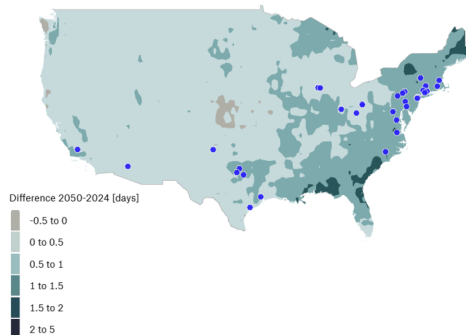 Difference 2050-2024 [days]
-0.5 to 0
0 to 0.5
0.5 to 1
1 to 1.5
1.5 to 2
2 to 5